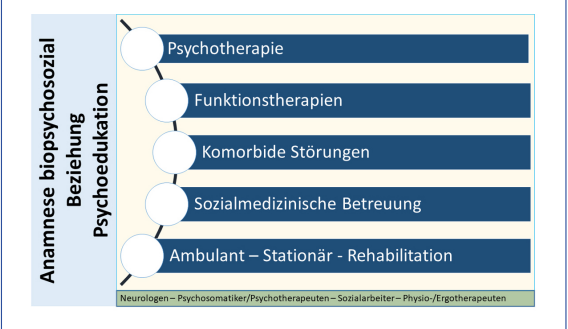 Anamnese biopsychosozial
Beziehung
Psychoedukation
Psychotherapie
Funktionstherapien
Komorbide Störungen
Sozialmedizinische Betreuung
Ambulant – Stationär - Rehabilitation
Neurologen – Psychosomatiker/Psychotherapeuten – Sozialarbeiter – Physio-/Ergotherapeuten